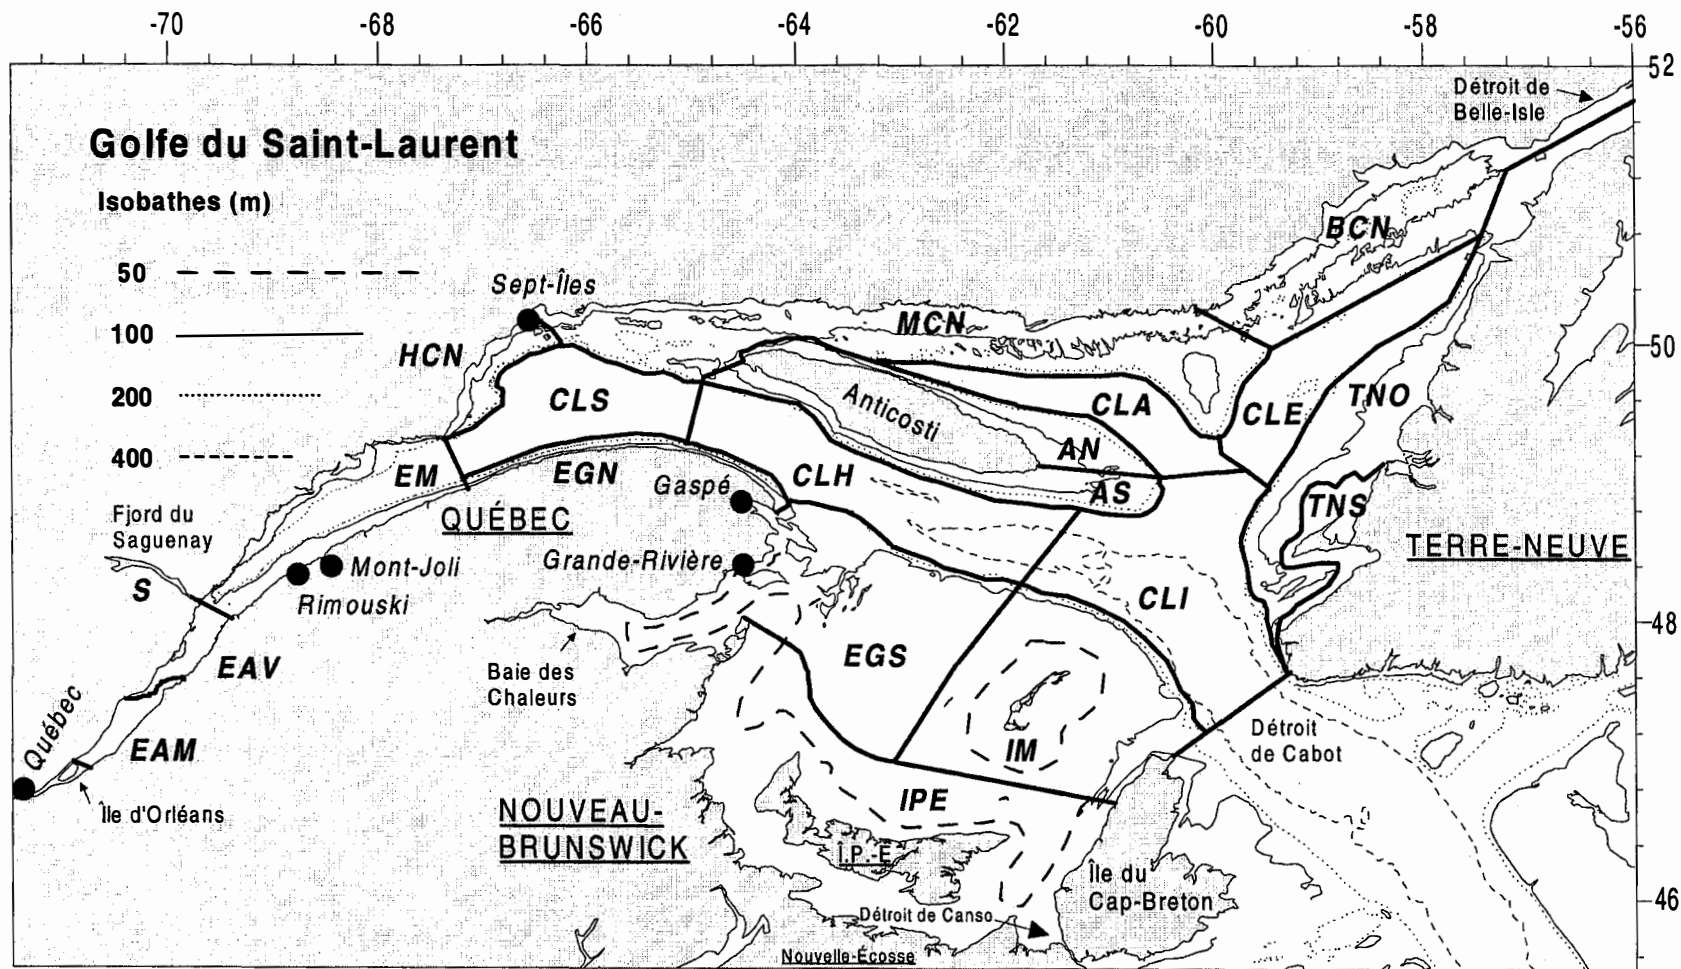 -70
-68
-66
-64
-62
-60
-58
-56
52
Détroit de
Belle-Isle
Golfe du Saint-Laurent
Isobathes (m)
50
100
200
400
BCN
Sept-Îles
MCN
HCN
50
CLS
Anticosti
CLA
CLE
TNO
AN
EM
EGN
CLH
Gaspé
AS
TNS
Fjord du
Saguenay
QUÉBEC
TERRE-NEUVE
Grande-Rivière
Mont-Joli
S
Rimouski
CLI
48
EAV
Baie des
Chaleurs
EGS
Québec
EAM
IM
Détroit
de Cabot
Île d'Orléans
NOUVEAU-
BRUNSWICK
IPE
Î.P.-E
Île du
Cap-Breton
46
Détroit de Canso
Nouvelle-Écosse